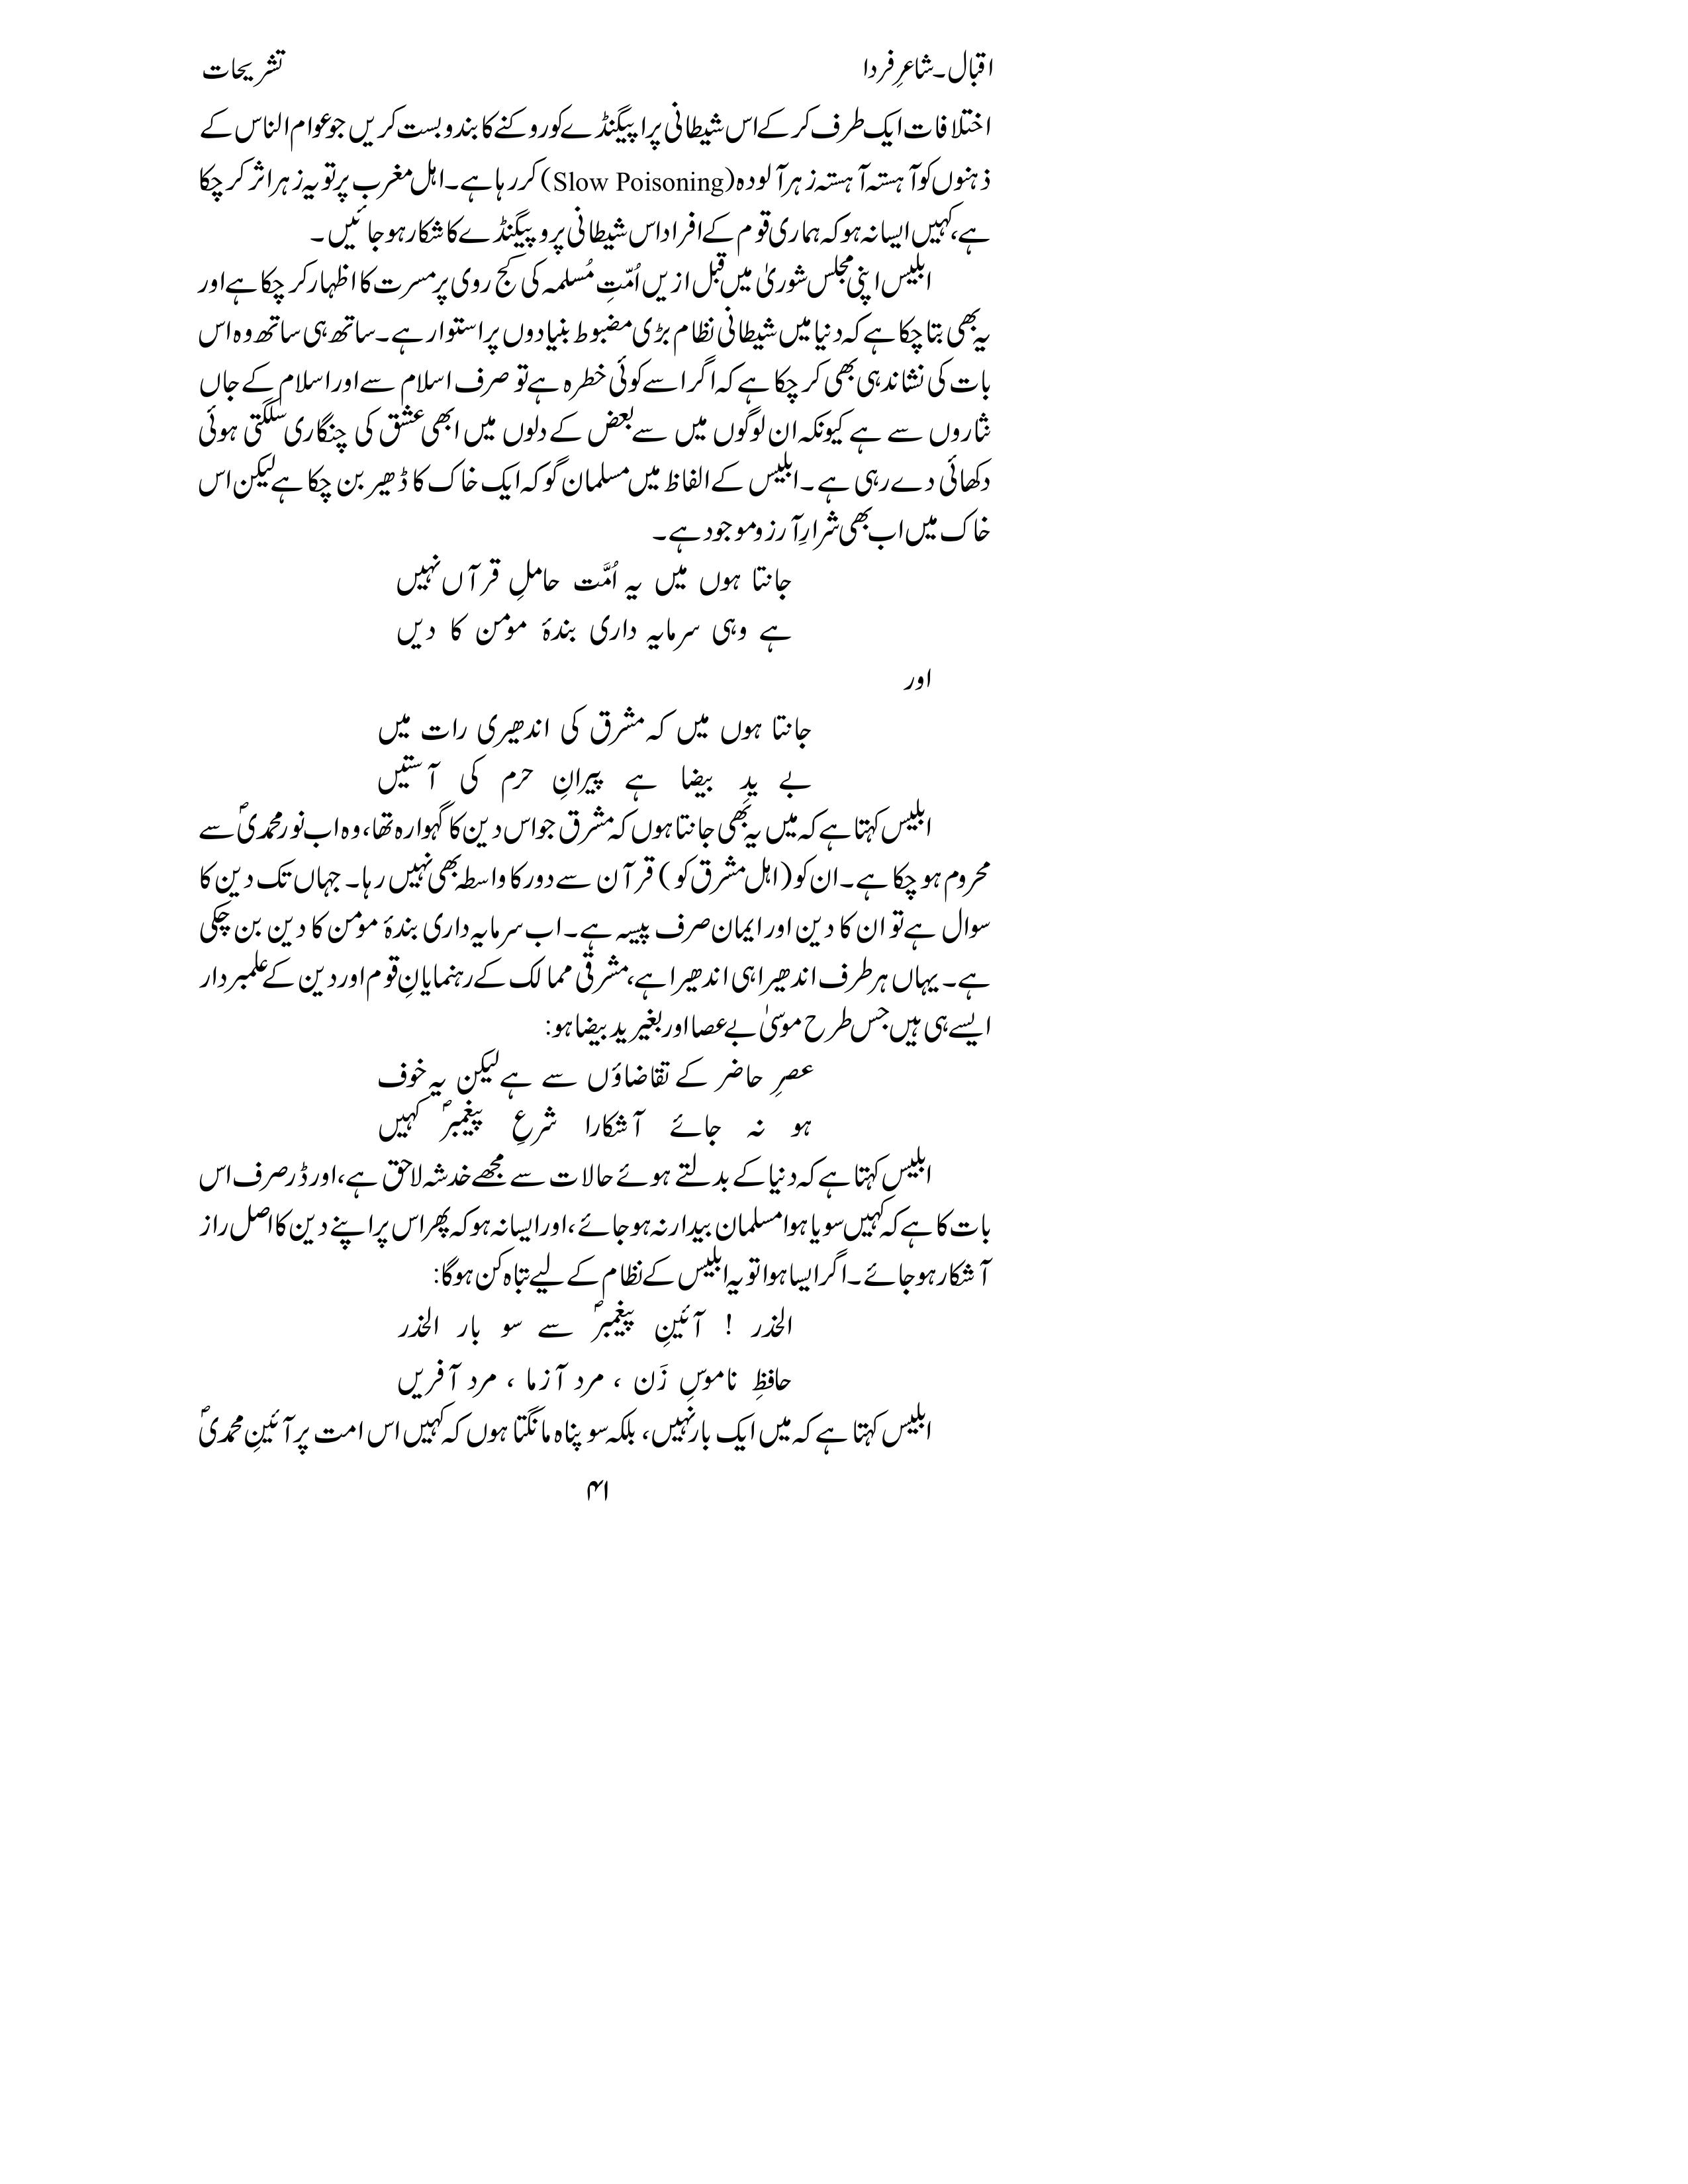 اقبال۔شاعرِ فردا تشریحات
اختلافات ایک طرف کر کے اس شیطانی پراپیگنڈے کو روکنے کا بندوبست کریں جو عوام الناس کے
ذہنوں کو آہستہ آہستہ زہر آلودہ (Slow Poisoning) کر رہا ہے۔ اہل مغرب پر تو یہ زہر اثر کر چکا
ہے، کہیں ایسا نہ ہو کہ ہماری قوم کے افراد اس شیطانی پروپیگنڈے کا شکار ہو جائیں۔
ابلیس اپنی مجلس شوریٰ میں قبل ازیں اُمّتِ مُسلمہ کی کج روی پر مسرت کا اظہار کر چکا ہے اور
یہ بھی بتا چکا ہے کہ دنیا میں شیطانی نظام بڑی مضبوط بنیادوں پر استوار ہے۔ ساتھ ہی ساتھ وہ اس
بات کی نشاندہی بھی کر چکا ہے کہ اگر اسے کوئی خطرہ ہے تو صرف اسلام سے اور اسلام کے جاں
نثاروں سے ہے کیونکہ ان لوگوں میں سے بعض کے دلوں میں ابھی عشق کی چنگاری سلگتی ہوئی
دکھائی دے رہی ہے۔ ابلیس کے الفاظ میں مسلمان گو کہ ایک خاک کا ڈھیر بن چکا ہے لیکن اس
خاک میں اب بھی شرارِ آرزو موجود ہے۔
جانتا ہوں میں یہ اُمَّت حاملِ قرآں نہیں
ہے وہی سرمایہ داری بندۂ مومن کا دیں
اور
جانتا ہوں میں کہ مشرق کی اندھیری رات میں
بے یدِ بیضا ہے پیرانِ حرم کی آستیں
ابلیس کہتا ہے کہ میں یہ بھی جانتا ہوں کہ مشرق جو اس دین کا گہوارہ تھا، وہ اب نور محمدیؐ سے
محروم ہو چکا ہے۔ ان کو (اہل مشرق کو) قرآن سے دور کا واسطہ بھی نہیں رہا۔ جہاں تک دین کا
سوال ہے تو ان کا دین اور ایمان صرف پیسہ ہے۔ اب سرمایہ داری بندۂ مومن کا دین بن چکی
ہے۔ یہاں ہر طرف اندھیرا ہی اندھیرا ہے، مشرقی ممالک کے رہنمایانِ قوم اور دین کے علمبردار
ایسے ہی ہیں جس طرح موسیٰ بے عصا اور بغیر ید بیضا ہو:
عصرِ حاضر کے تقاضاؤں سے ہے لیکن یہ خوف
ہو نہ جائے آشکارا شرعِ پیغمبرؐ کہیں
ابلیس کہتا ہے کہ دنیا کے بدلتے ہوئے حالات سے مجھے خدشہ لاحق ہے، اور ڈر صرف اس
بات کا ہے کہ کہیں سویا ہوا مسلمان بیدار نہ ہو جائے، اور ایسا نہ ہو کہ پھر اس پر اپنے دین کا اصل راز
آشکار ہو جائے۔ اگر ایسا ہوا تو یہ ابلیس کے نظام کے لیے تباہ کن ہوگا:
الحذر ! آئینِ پیغمبرؐ سے سو بار الحذر
حافظِ ناموسِ زَن ، مرد آزما ، مرد آفریں
ابلیس کہتا ہے کہ میں ایک بار نہیں، بلکہ سو پناہ مانگتا ہوں کہ کہیں اس امت پر آئینِ محمدیؐ
۴۱